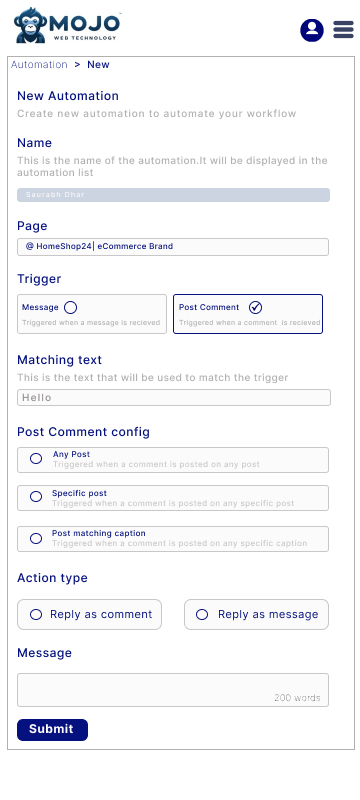 MOJO™
WEB TECHNOLOGY
Automation > New
New Automation
Create new automation to automate your workflow
Name
This is the name of the automation.It will be displayed in the
automation list
Saurabh Dhar
Page
@ HomeShop24| eCommerce Brand
Trigger
Message
Triggered when a message is recieved
Post Comment
Triggered when a comment is recieved
Matching text
This is the text that will be used to match the trigger
Hello
Post Comment config
Any Post
Triggered when a comment is posted on any post
Specific post
Triggered when a comment is posted on any specific post
Post matching caption
Triggered when a comment is posted on any specific caption
Action type
Reply as comment
Reply as message
Message
200 words
Submit